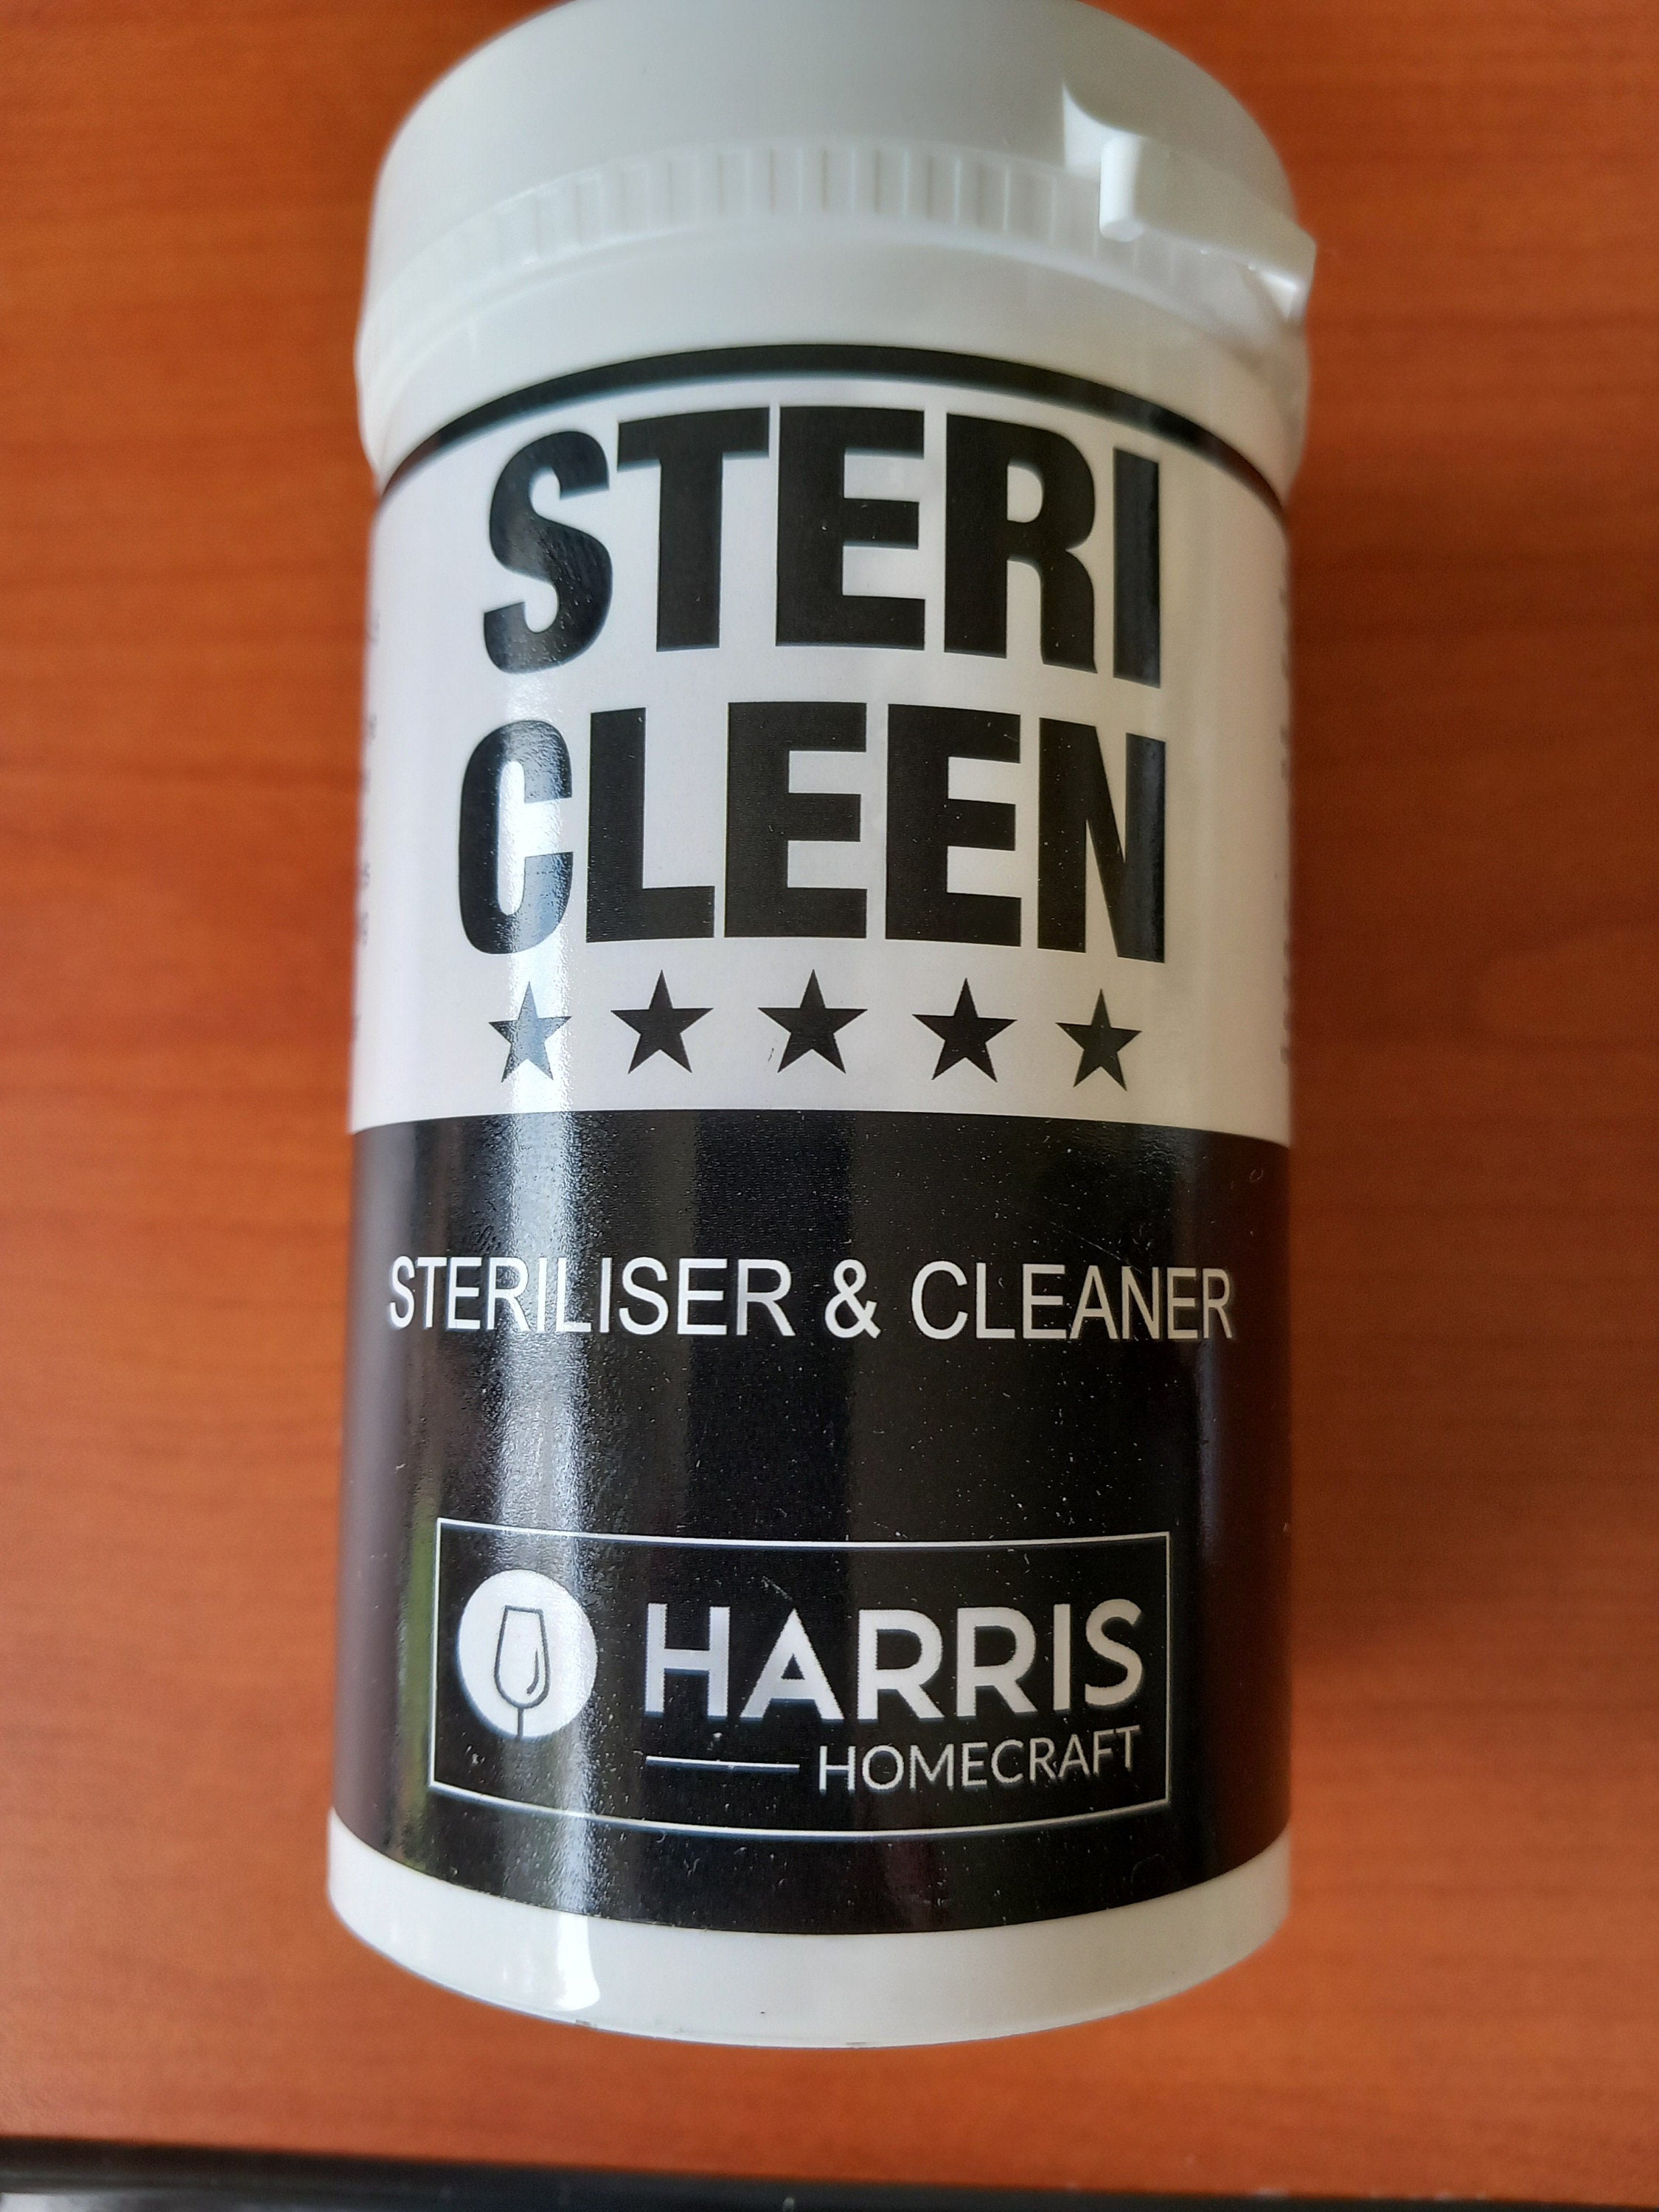 STERI
CLEEN
STERILISER & CLEANER
HARRIS
HOMECRAFT